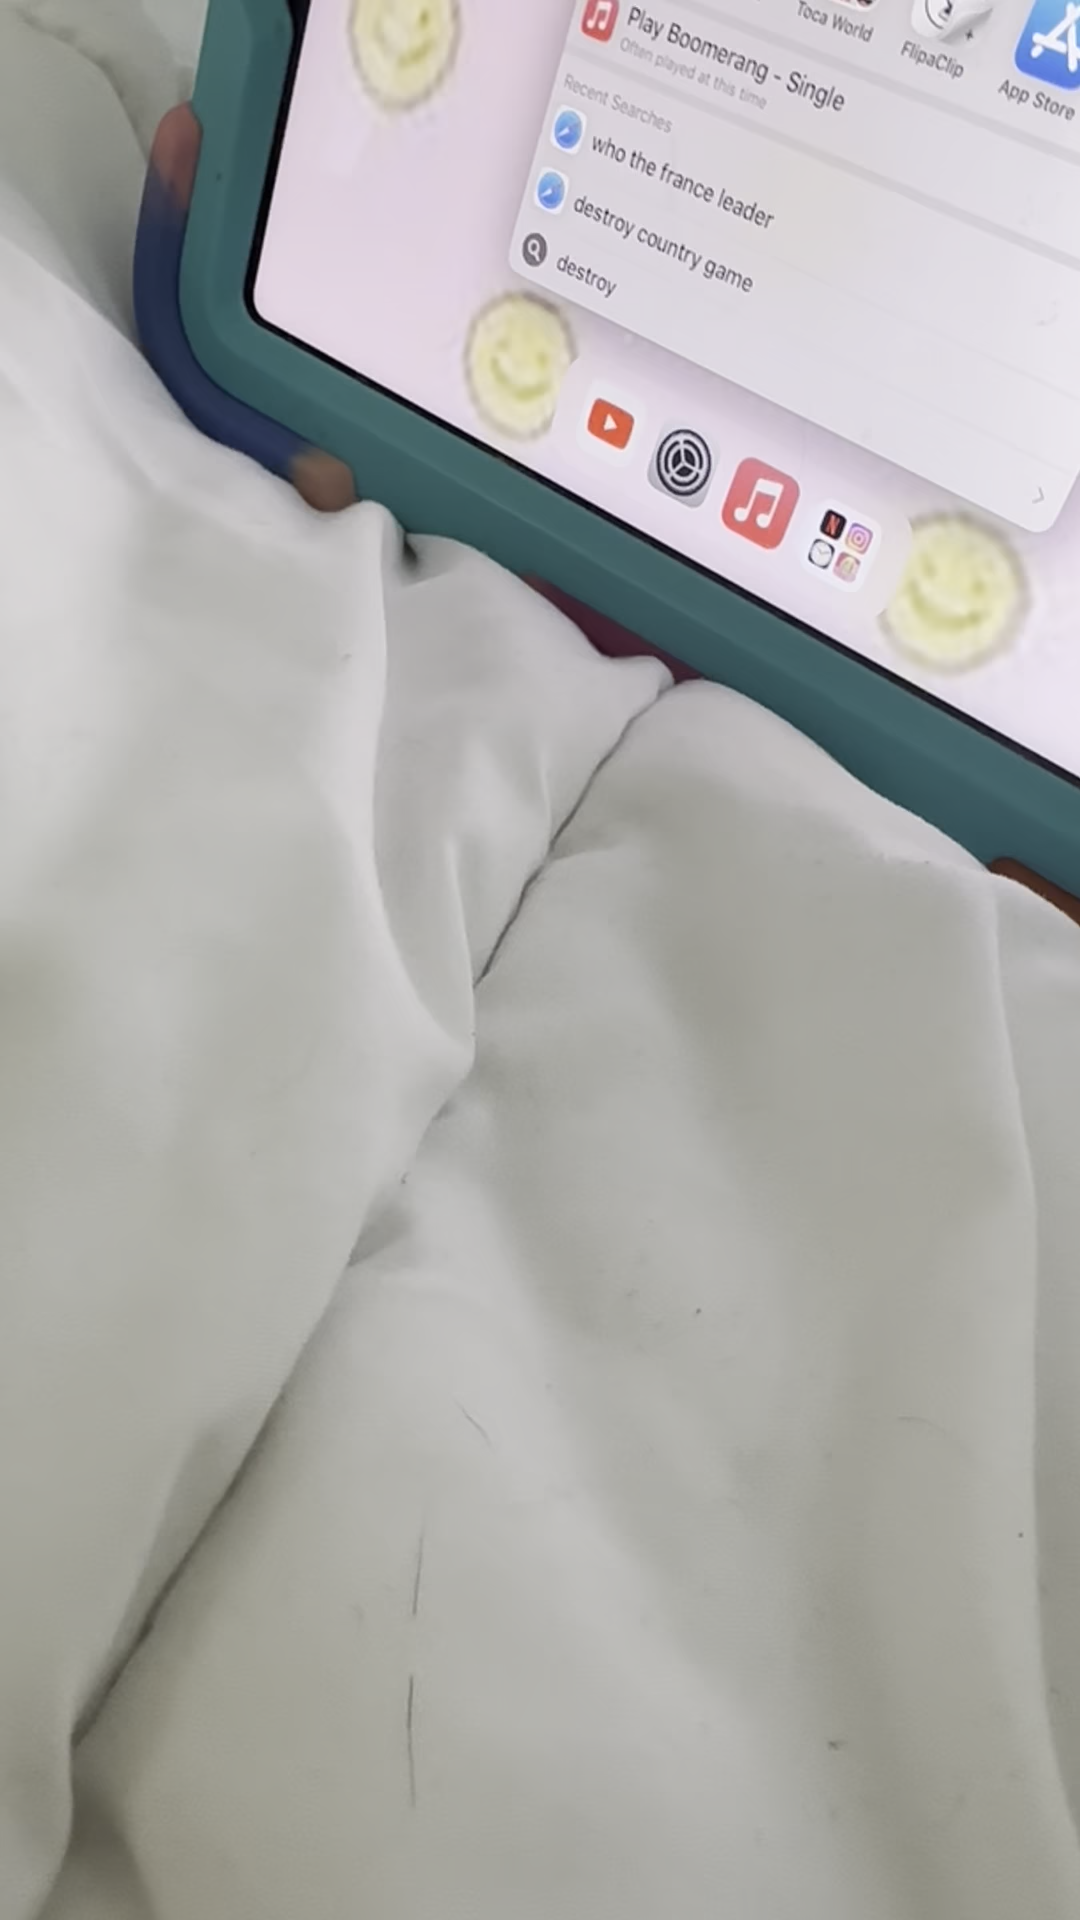 Toca World
FlipaClip
App Store
Play Boomerang - Single
Often played at this time
Recent Searches
who the france leader
destroy country game
destroy
N